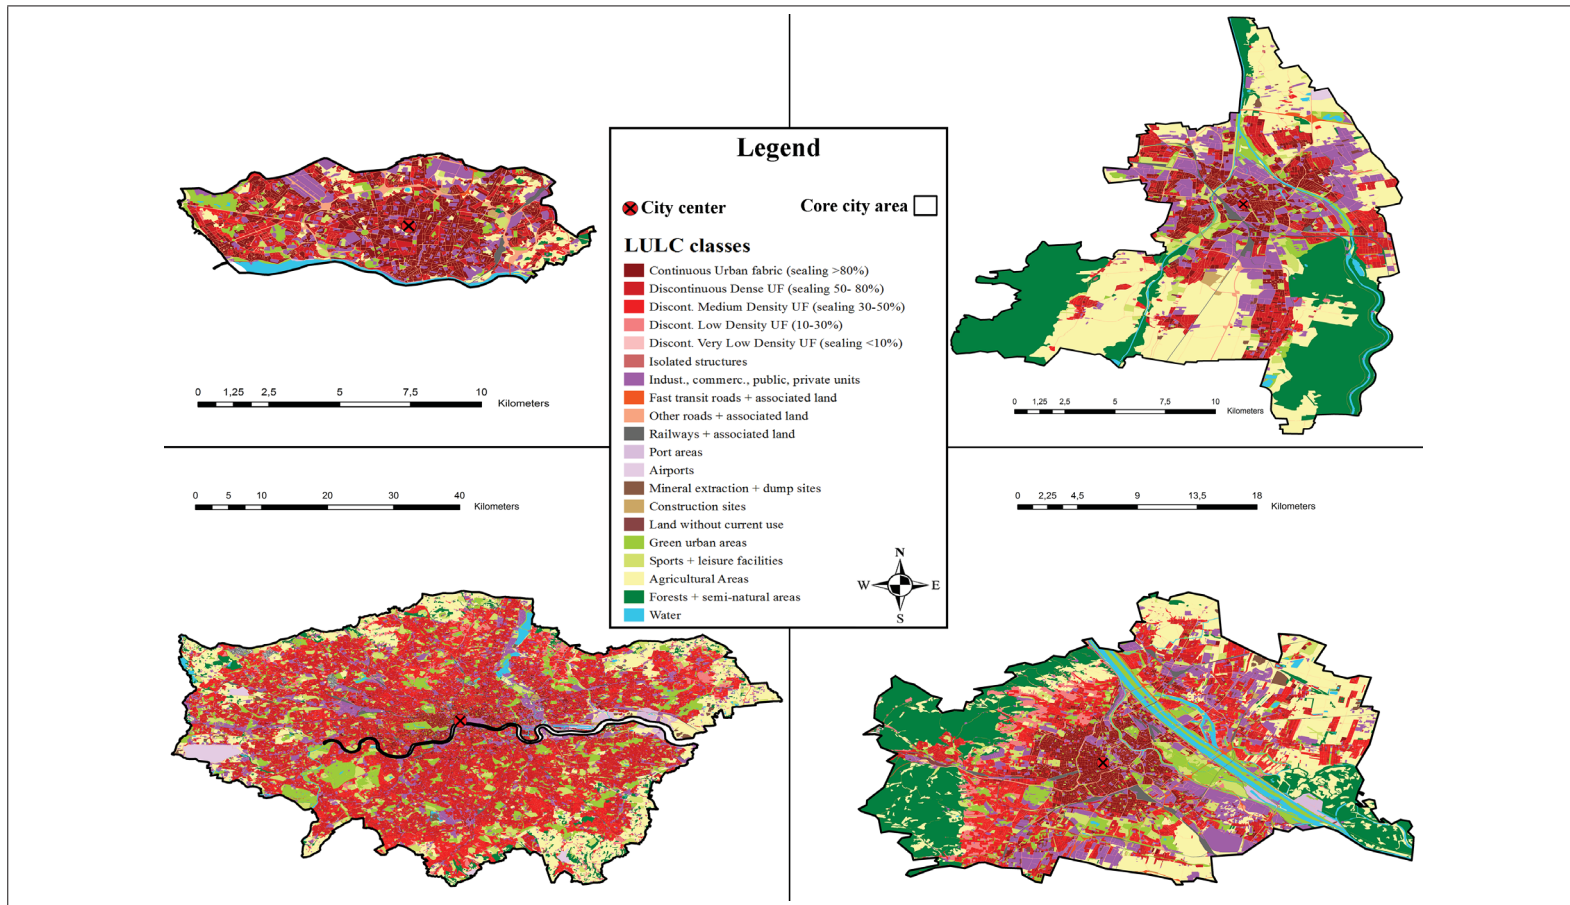 Legend
City center
Core city area
LULC classes
Continuous Urban fabric (sealing >80%)
Discontinuous Dense UF (sealing 50- 80%)
Discont. Medium Density UF (sealing 30-50%)
Discont. Low Density UF (10-30%)
Discont. Very Low Density UF (sealing <10%)
Isolated structures
Indust., commerc., public, private units
Fast transit roads + associated land
Other roads + associated land
Railways + associated land
Port areas
Airports
Mineral extraction + dump sites
Construction sites
Land without current use
Green urban areas
Sports + leisure facilities
Agricultural Areas
Forests + semi-natural areas
Water
N
W E
S
0 1,25 2,5 5 7,5 10
Kilometers
0 1,25 2,5 5 7,5 10
Kilometers
0 5 10 20 30 40
Kilometers
0 2,25 4,5 9 13,5 18
Kilometers